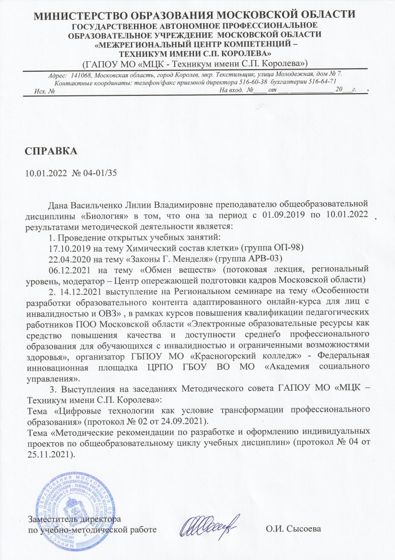 МИНИСТЕРСТВО ОБРАЗОВАНИЯ МОСКОВСКОЙ ОБЛАСТИ
ГОСУДАРСТВЕННОЕ АВТОНОМНОЕ ПРОФЕССИОНАЛЬНОЕ
ОБРАЗОВАТЕЛЬНОЕ УЧРЕЖДЕНИЕ МОСКОВСКОЙ ОБЛАСТИ
«МЕЖРЕГИОНАЛЬНЫЙ ЦЕНТР КОМПЕТЕНЦИЙ –
ТЕХНИКУМ ИМЕНИ С.П. КОРОЛЕВА»
(ГАПОУ МО «МЦК - Техникум имени С.П. Королева»)
Адрес: 141068, Московская область, город Королев, мкр. Текстильщик, улица Молодежная, дом № 7.
Контактные координаты: телефон/факс приемной директора 516-60-38 бухгалтерии 516-64-71
Исх. № На вход. № ____ от ____ 20 __г.
СПРАВКА
10.01.2022 № 04-01/35
Дана Васильченко Лилии Владимировне преподавателю общеобразовательной
дисциплины «Биология» в том, что она за период с 01.09.2019 по 10.01.2022
результатами методической деятельности является:
1. Проведение открытых учебных занятий:
17.10.2019 на тему Химический состав клетки» (группа ОП-98)
22.04.2020 на тему «Законы Г. Менделя» (группа АРВ-03)
06.12.2021 на тему «Обмен веществ» (потоковая лекция, региональный
уровень, модератор – Центр опережающей подготовки кадров Московской области)
2. 14.12.2021 выступление на Региональном семинаре на тему «Особенности
разработки образовательного контента адаптированного онлайн-курса для лиц с
инвалидностью и ОВЗ» , в рамках курсов повышения квалификации педагогических
работников ПОО Московской области «Электронные образовательные ресурсы как
средство повышения качества и доступности среднего профессионального
образования для обучающихся с инвалидностью и ограниченными возможностями
здоровья», организатор ГБПОУ МО «Красногорский колледж» - Федеральная
инновационная площадка ЦРПО ГБОУ ВО МО «Академия социального
управления».
3. Выступления на заседаниях Методического совета ГАПОУ МО «МЦК –
Техникум имени С.П. Королева»:
Тема «Цифровые технологии как условие трансформации профессионального
образования» (протокол № 02 от 24.09.2021).
Тема «Методические рекомендации по разработке и оформлению индивидуальных
проектов по общеобразовательному циклу учебных дисциплин» (протокол № 04 от
25.11.2021).
Заместитель директора
по учебно-методической работе О.И. Сысоева